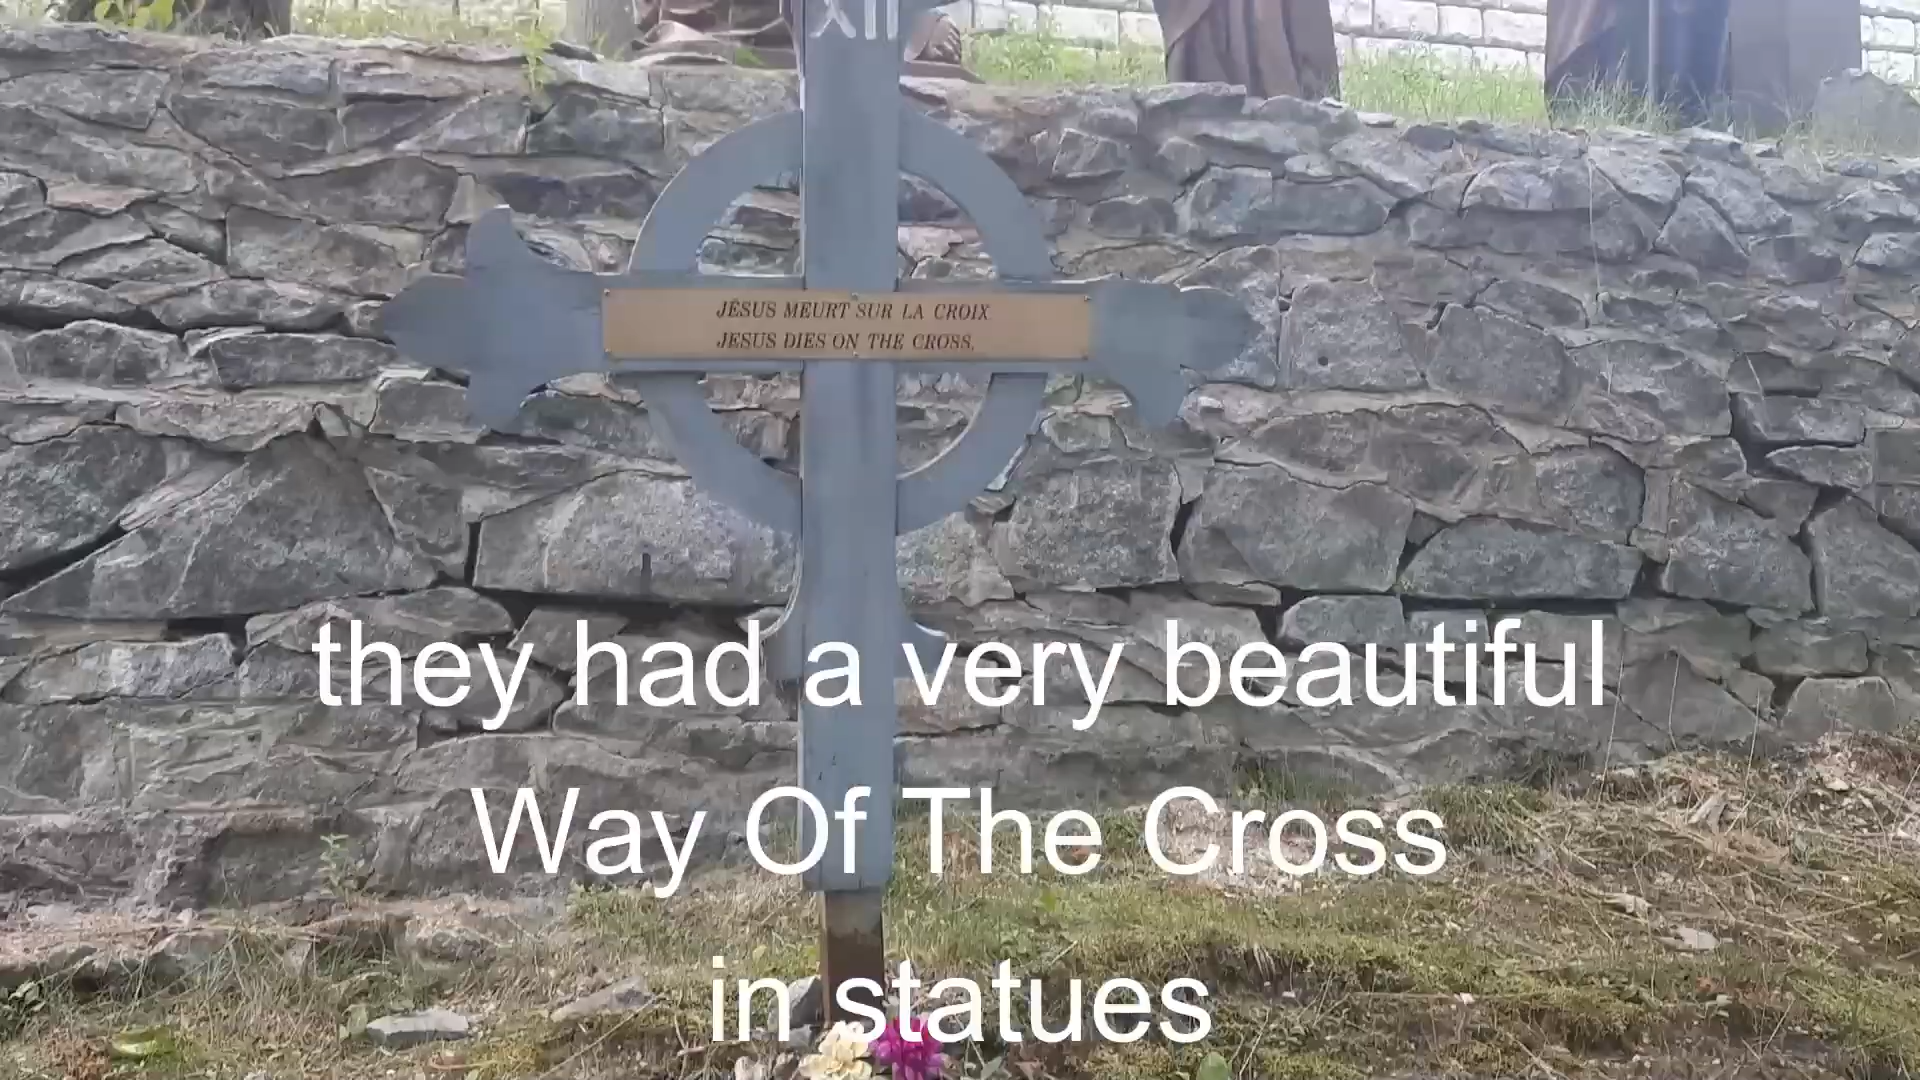 XII
JÉSUS MEURT SUR LA CROIX
JESUS DIES ON THE CROSS.
they had a very beautiful
Way Of The Cross
in statues